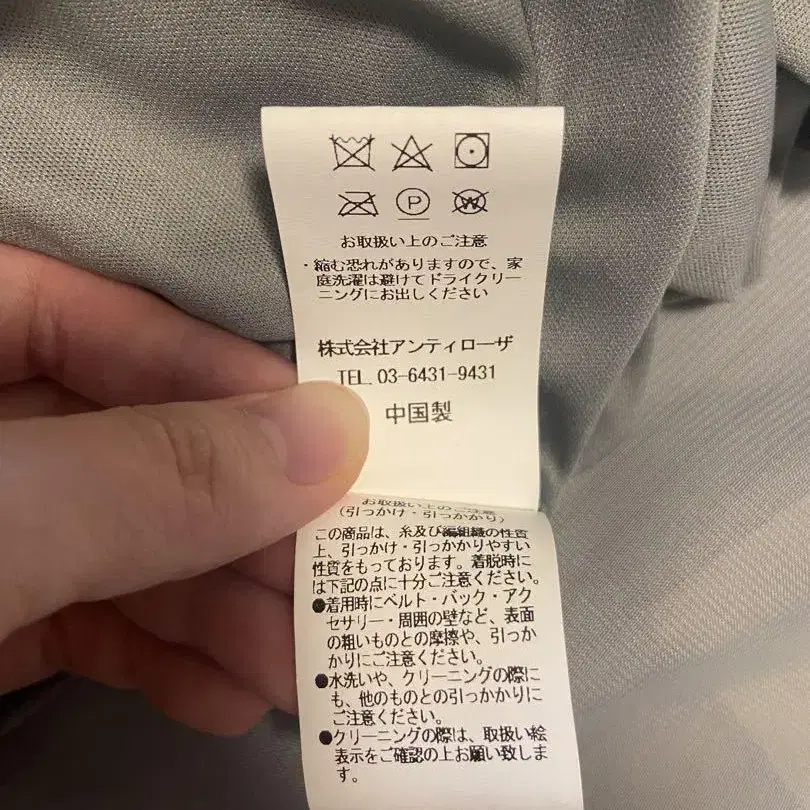 P
W
お取扱い上のご注意
・縮む恐れがありますので、家
庭洗濯は避けてドライクリー
ニングにお出しください
株式会社アンティローザ
TEL. 03-6431-9431
中国製
お取扱い上のご注意
（引っかけ・引っかかり）
この商品は、糸及び編組織の性質
上、引っかけ・引っかかりやすい
性質をもっております。着脱時に
は下記の点に十分ご注意ください。
●着用時にベルト・バック・アク
セサリー・周囲の壁など、表面
の粗いものとの摩擦や、引っか
かりにご注意ください。
●水洗いや、クリーニングの際に
も、他のものとの引っかかりに
ご注意ください。
●クリーニングの際は、取扱い絵
表示をご確認の上お願い致しま
す。